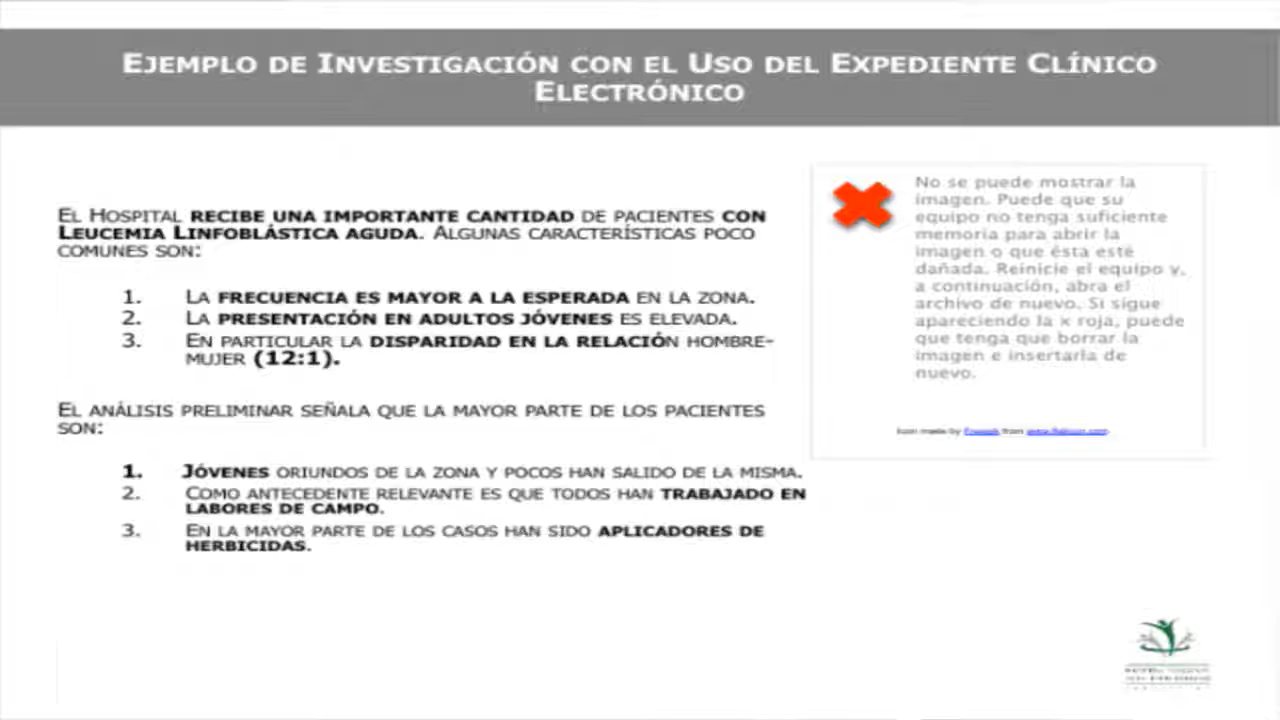 EJEMPLO DE INVESTIGACIÓN CON EL USO DEL EXPEDIENTE CLÍNICO
ELECTRÓNICO
EL HOSPITAL RECIBE UNA IMPORTANTE CANTIDAD DE PACIENTES CON
LEUCEMIA LINFOBLÁSTICA AGUDA. ALGUNAS CARACTERÍSTICAS POCO
COMUNES SON:
1. LA FRECUENCIA ES MAYOR A LA ESPERADA EN LA ZONA.
2. LA PRESENTACIÓN EN ADULTOS JÓVENES ES ELEVADA.
3. EN PARTICULAR LA DISPARIDAD EN LA RELACIÓN HOMBRE-
MUJER (12:1).
EL ANÁLISIS PRELIMINAR SEÑALA QUE LA MAYOR PARTE DE LOS PACIENTES
SON:
1. JÓVENES ORIUNDOS DE LA ZONA Y POCOS HAN SALIDO DE LA MISMA.
2. COMO ANTECEDENTE RELEVANTE ES QUE TODOS HAN TRABAJADO EN
LABORES DE CAMPO.
3. EN LA MAYOR PARTE DE LOS CASOS HAN SIDO APLICADORES DE
HERBICIDAS.
No se puede mostrar la
imagen. Puede que su
equipo no tenga suficiente
memoria para abrir la
imagen o que ésta esté
dañada. Reinicie el equipo y,
a continuación, abra el
archivo de nuevo. Si sigue
apareciendo la x roja, puede
que tenga que borrar la
imagen e insertarla de
nuevo.
Icon made by Freepik from www.flaticon.com